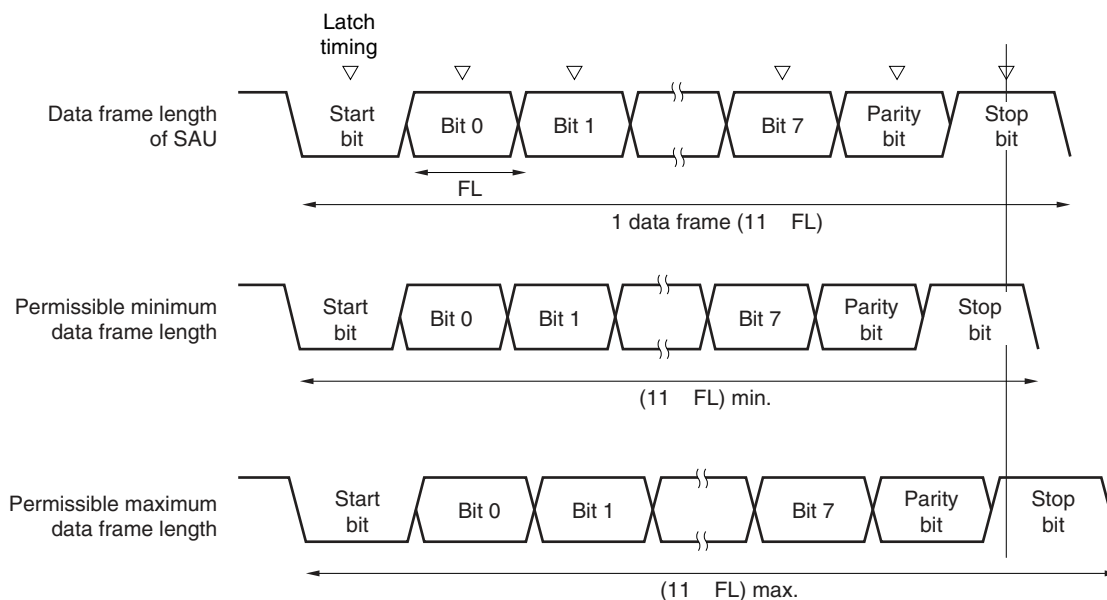 Latch
timing
Data frame length
of SAU
Start
bit
Bit 0
Bit 1
Bit 7
Parity
bit
Stop
bit
FL
1 data frame (11 FL)
Permissible minimum
data frame length
Start
bit
Bit 0
Bit 1
Bit 7
Parity
bit
Stop
bit
(11 FL) min.
Permissible maximum
data frame length
Start
bit
Bit 0
Bit 1
Bit 7
Parity
bit
Stop
bit
(11 FL) max.